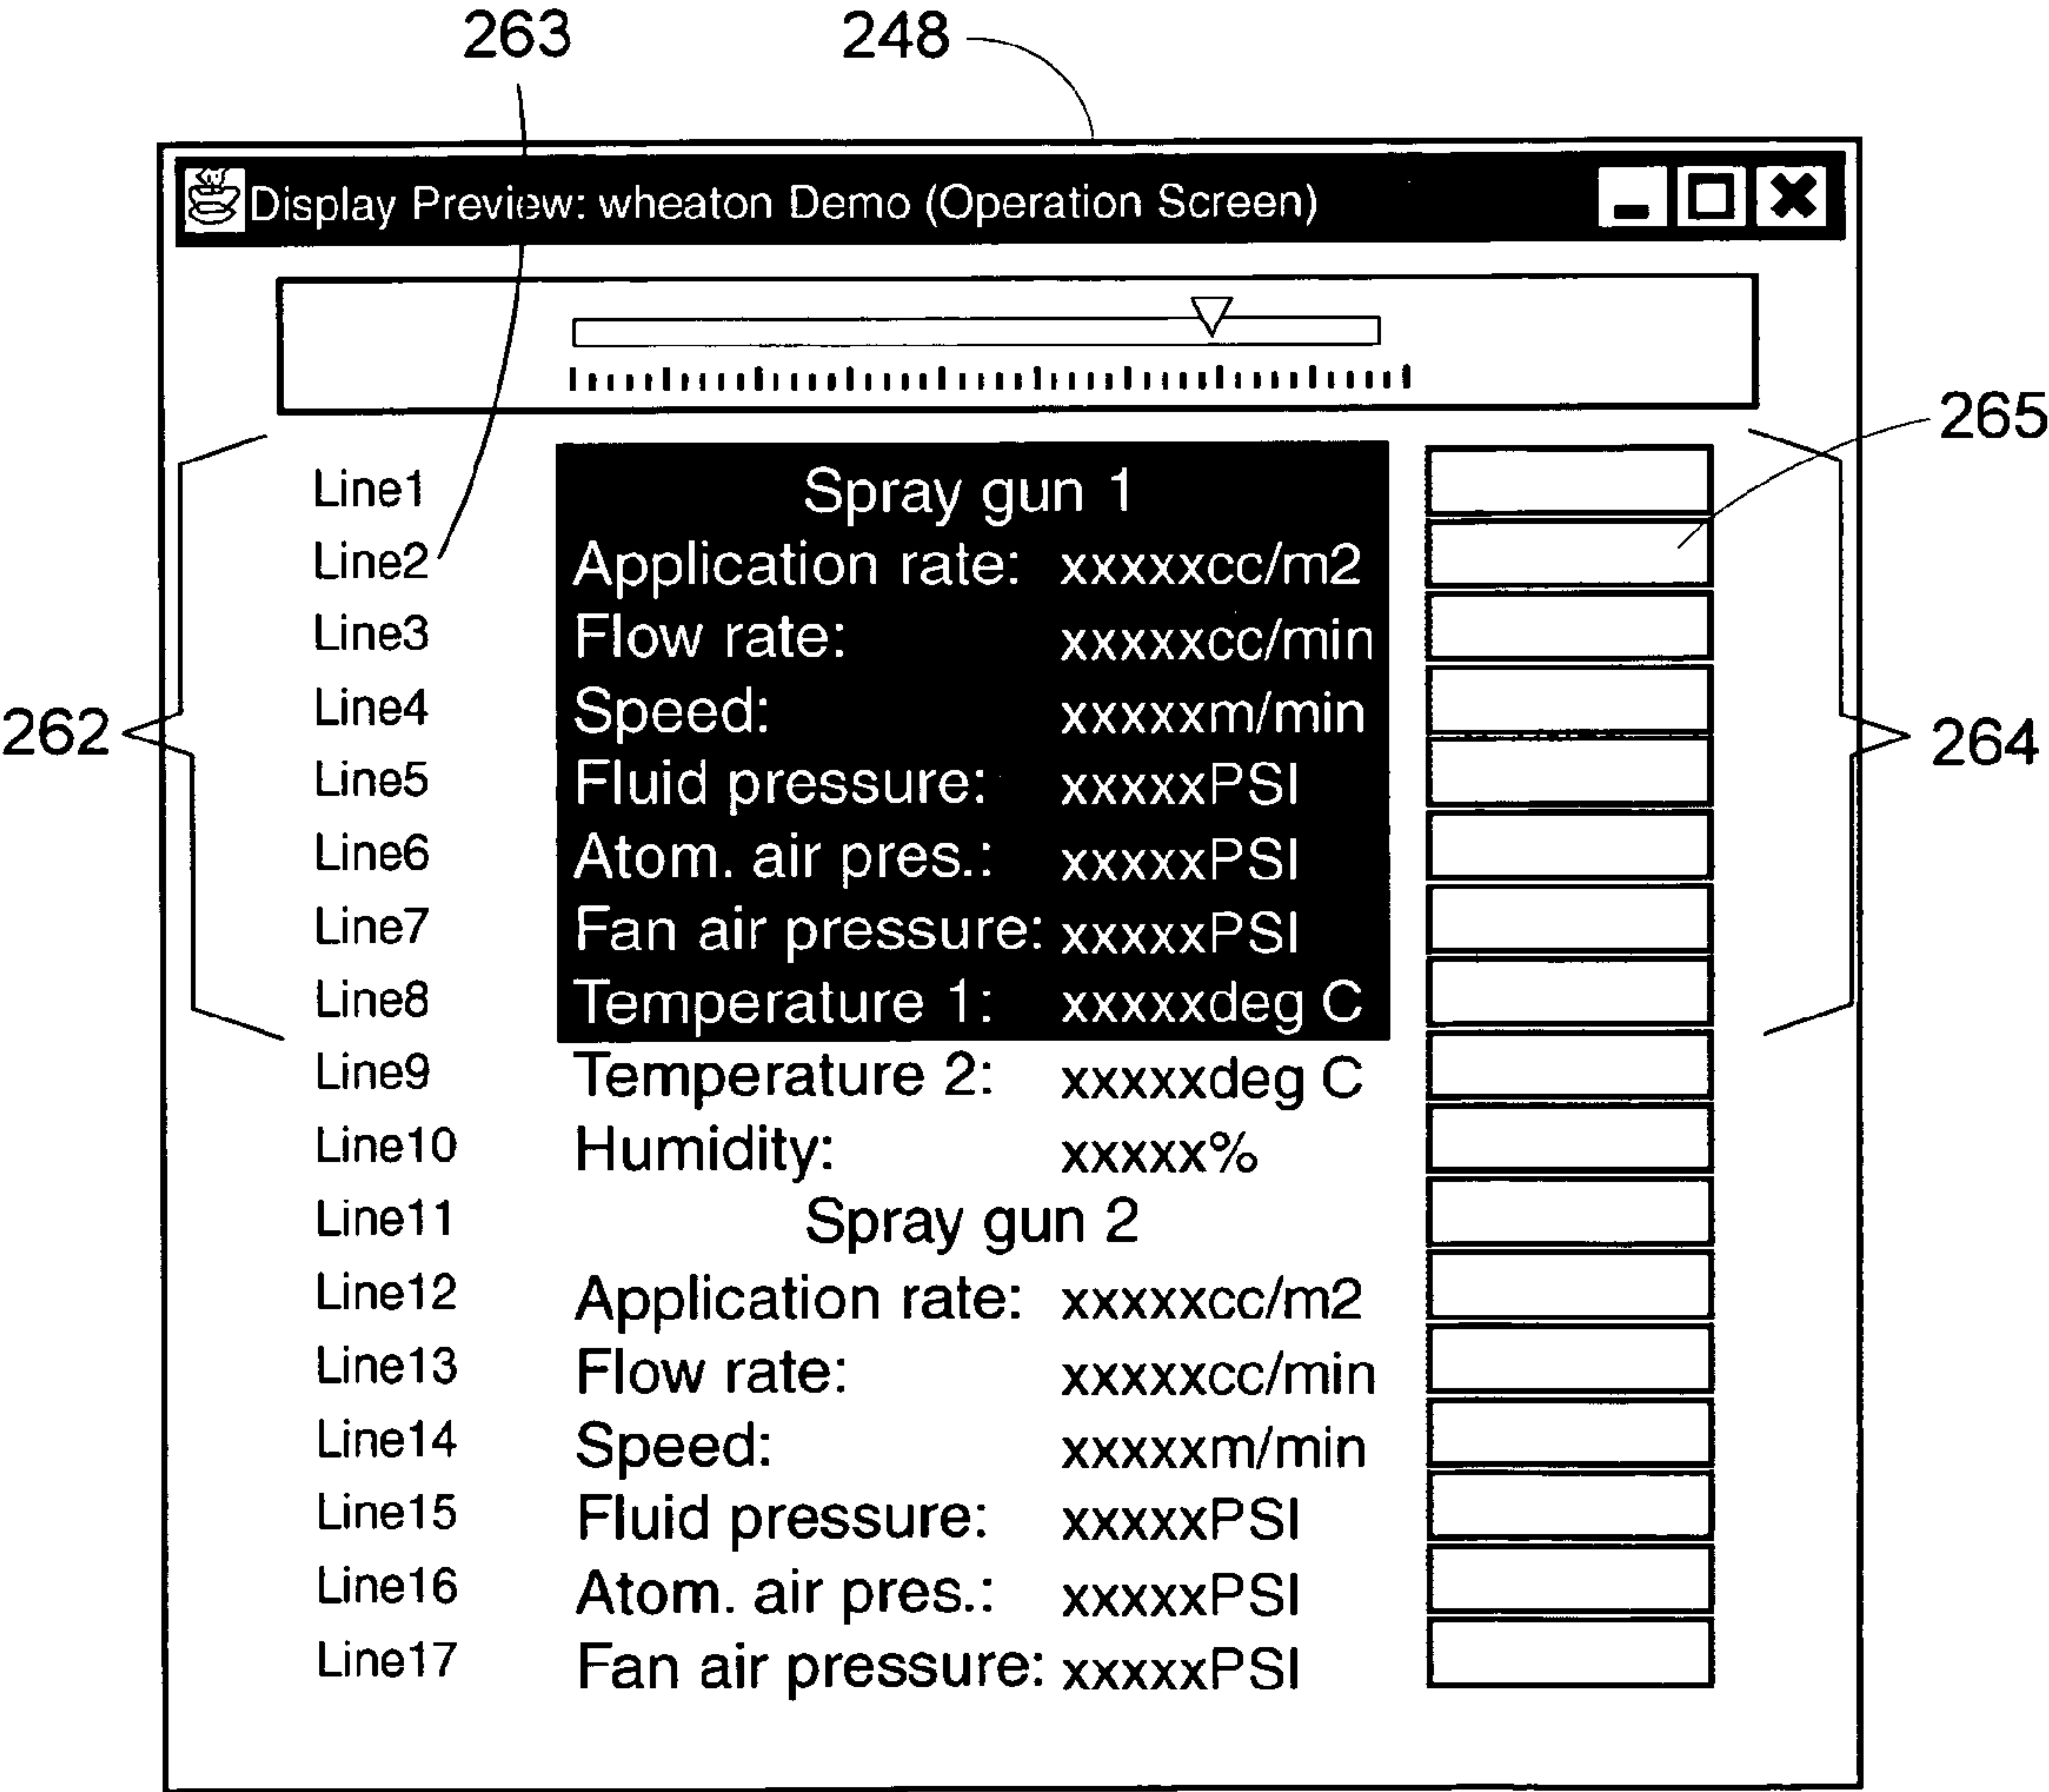 263 248
Display Preview: wheaton Demo (Operation Screen)
265
Line1 Spray gun 1
Line2 Application rate: xxxxxcc/m2
Line3 Flow rate: xxxxxcc/min
Line4 Speed: xxxxxm/min
262 264
Line5 Fluid pressure: xxxxxPSI
Line6 Atom. air pres.: xxxxxPSI
Line7 Fan air pressure: xxxxxPSI
Line8 Temperature 1: xxxxxdeg C
Line9 Temperature 2: xxxxxdeg C
Line10 Humidity: xxxxx%
Line11 Spray gun 2
Line12 Application rate: xxxxxcc/m2
Line13 Flow rate: xxxxxcc/min
Line14 Speed: xxxxxm/min
Line15 Fluid pressure: xxxxxPSI
Line16 Atom. air pres.: xxxxxPSI
Line17 Fan air pressure: xxxxxPSI